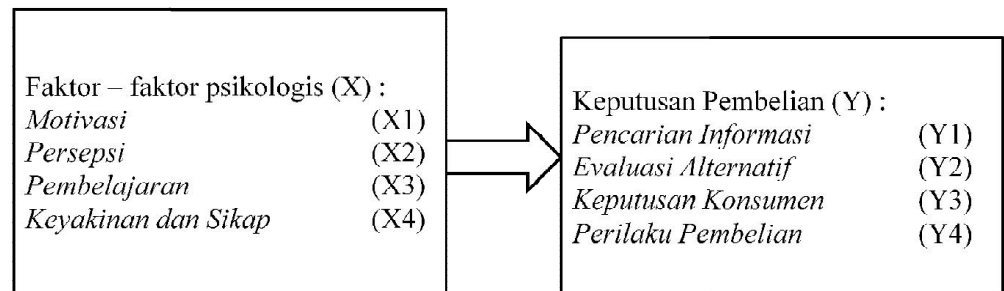 Faktor – faktor psikologis (X) :
Motivasi (X1)
Persepsi (X2)
Pembelajaran (X3)
Keyakinan dan Sikap (X4)
Keputusan Pembelian (Y) :
Pencarian Informasi (Y1)
Evaluasi Alternatif (Y2)
Keputusan Konsumen (Y3)
Perilaku Pembelian (Y4)